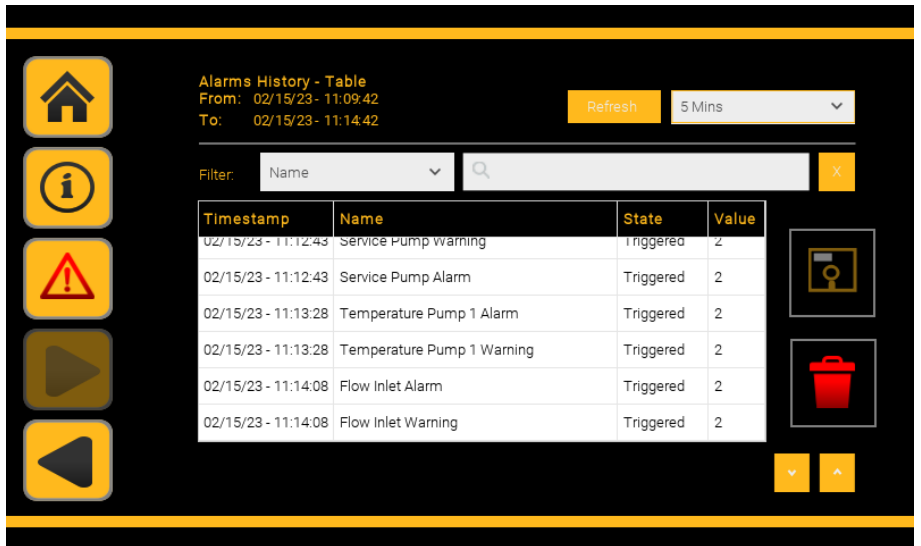 Alarms History - Table
From: 02/15/23 - 11:09:42
To: 02/15/23 - 11:14:42
Refresh
5 Mins
Filter:
Name
X
Timestamp Name State Value
02/15/23 - 11:12:43 Service Pump Warning Triggered 2
02/15/23 - 11:12:43 Service Pump Alarm Triggered 2
02/15/23 - 11:13:28 Temperature Pump 1 Alarm Triggered 2
02/15/23 - 11:13:28 Temperature Pump 1 Warning Triggered 2
02/15/23 - 11:14:08 Flow Inlet Alarm Triggered 2
02/15/23 - 11:14:08 Flow Inlet Warning Triggered 2